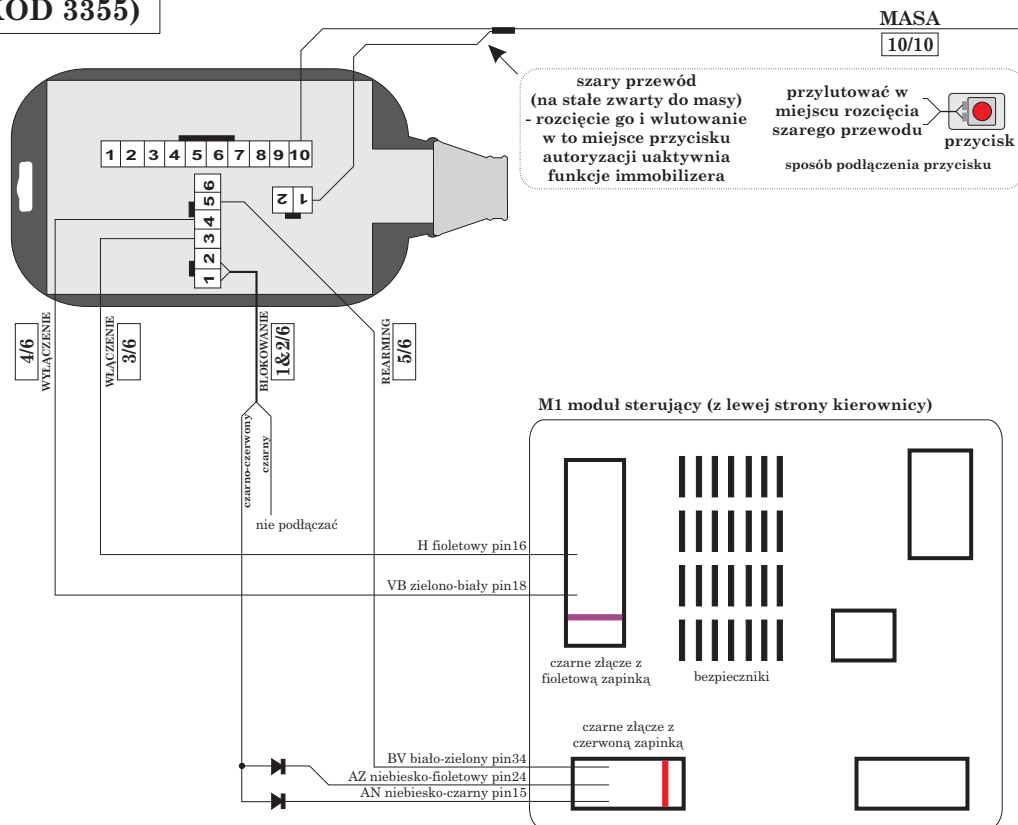 KOD 3355)
MASA
10/10
szary przewód
(na stałe zwarty do masy)
- rozcięcie go i wlutowanie
w to miejsce przycisku
autoryzacji uaktywnia
funkcje immobilizera
przylutować w
miejscu rozcięcia
szarego przewodu
przycisk
sposób podłączenia przycisku
1 2 3 4 5 6 7 8 9 10
6
5
4
3
2
1
2 1
4/6
WYŁĄCZENIE
WŁĄCZENIE
3/6
BLOKOWANIE
1&2/6
REARMING
5/6
czarno-czerwony
czarny
nie podłączać
M1 moduł sterujący (z lewej strony kierownicy)
H fioletowy pin16
VB zielono-biały pin18
czarne złącze z
fioletową zapinką
bezpieczniki
czarne złącze z
czerwoną zapinką
BV biało-zielony pin34
AZ niebiesko-fioletowy pin24
AN niebiesko-czarny pin15